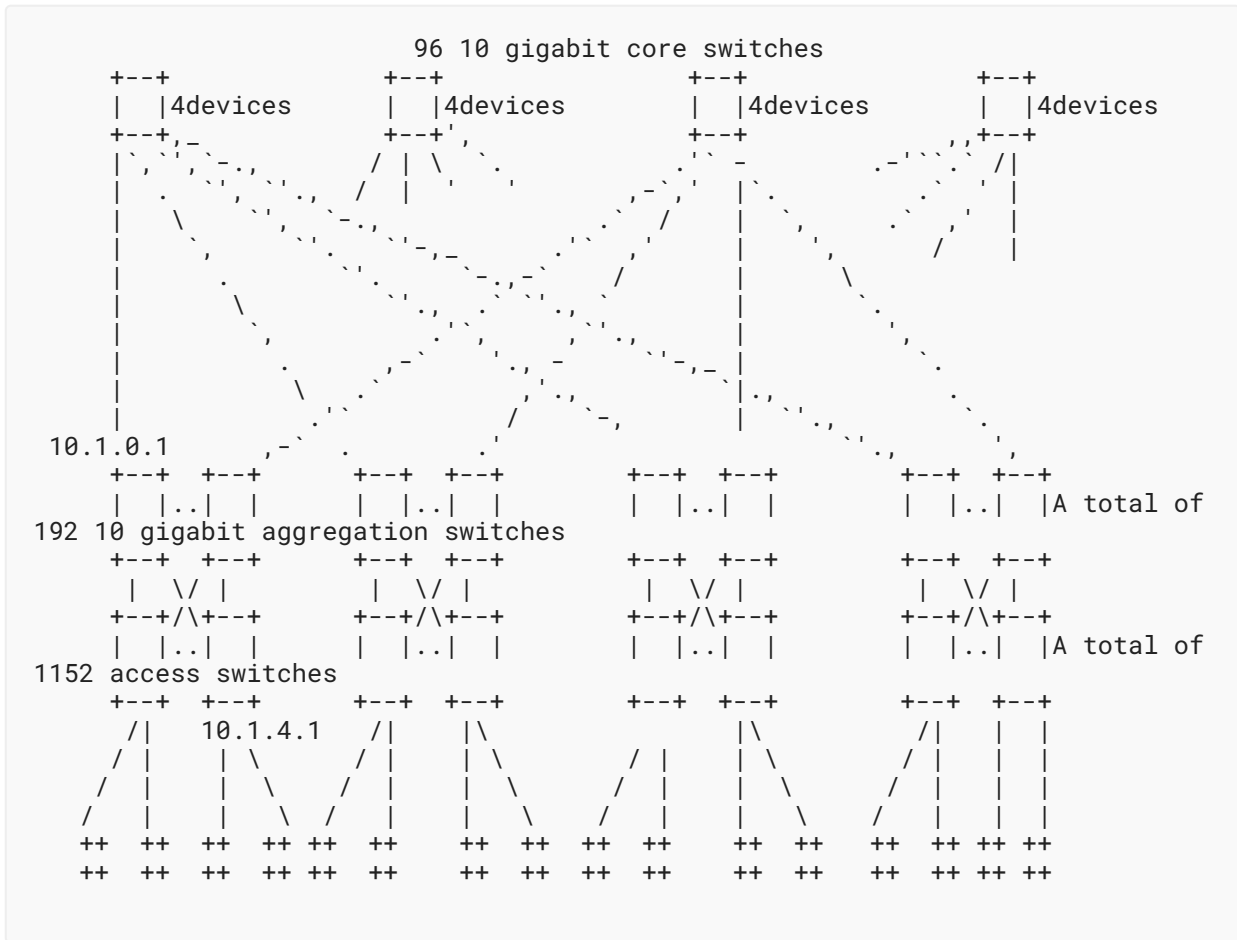 96 10 gigabit core switches
4devices 4devices 4devices 4devices
10.1.0.1
A total of
192 10 gigabit aggregation switches
A total of
1152 access switches
10.1.4.1